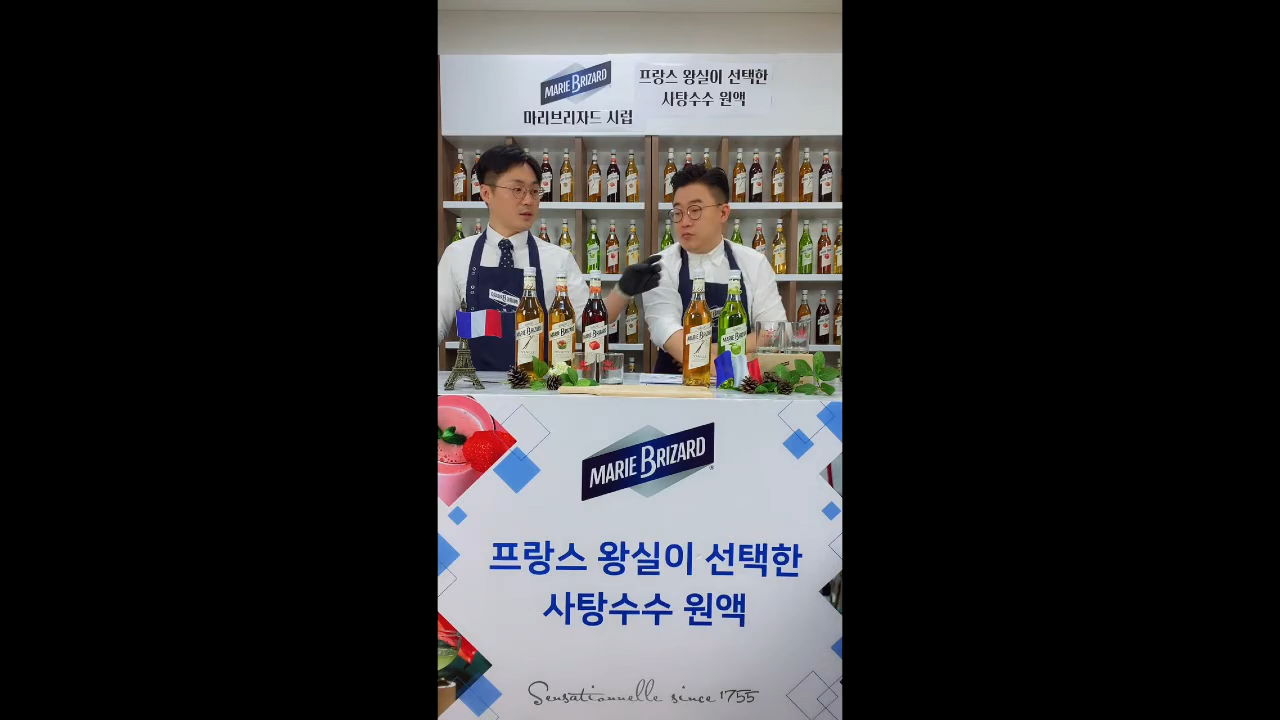 MARIE BRIZARD
마리브리자드 시럽
프랑스 왕실이 선택한
사탕수수 원액
MARIE BRIZARD
프랑스 왕실이 선택한
사탕수수 원액
Sensationnelle since 1755